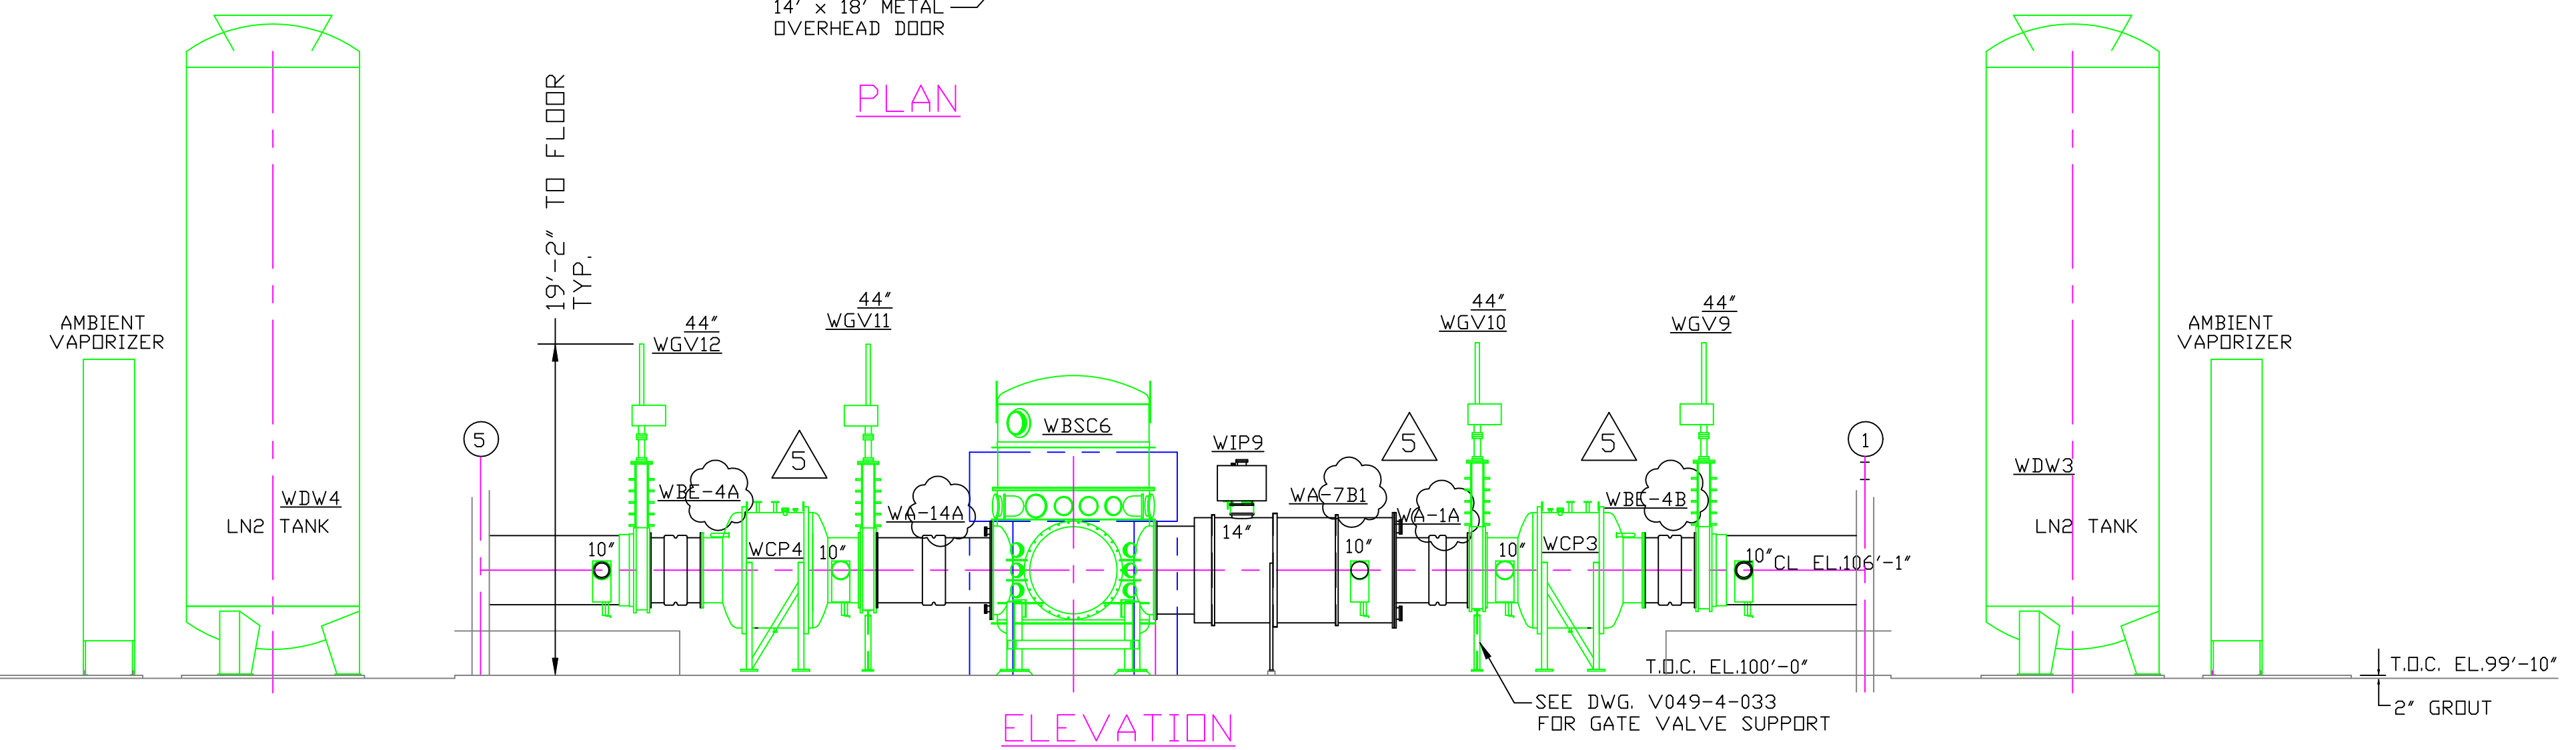 14' x 18' METAL
OVERHEAD DOOR
PLAN
19'-2" TO FLOOR
TYP.
AMBIENT
VAPORIZER
WDW4
LN2 TANK
5
44"
WGV12
44"
WGV11
44"
WGV10
44"
WGV9
WBE-4A
5
WA-14A
WBSC6
WIP9
WA-7B1
5
WA-1A
5
WBE-4B
1
10"
WCP4
10"
14"
10"
10"
WCP3
10"
CL EL.106'-1"
WDW3
LN2 TANK
AMBIENT
VAPORIZER
T.O.C. EL.100'-0"
T.O.C. EL.99'-10"
2" GROUT
SEE DWG. V049-4-033
FOR GATE VALVE SUPPORT
ELEVATION